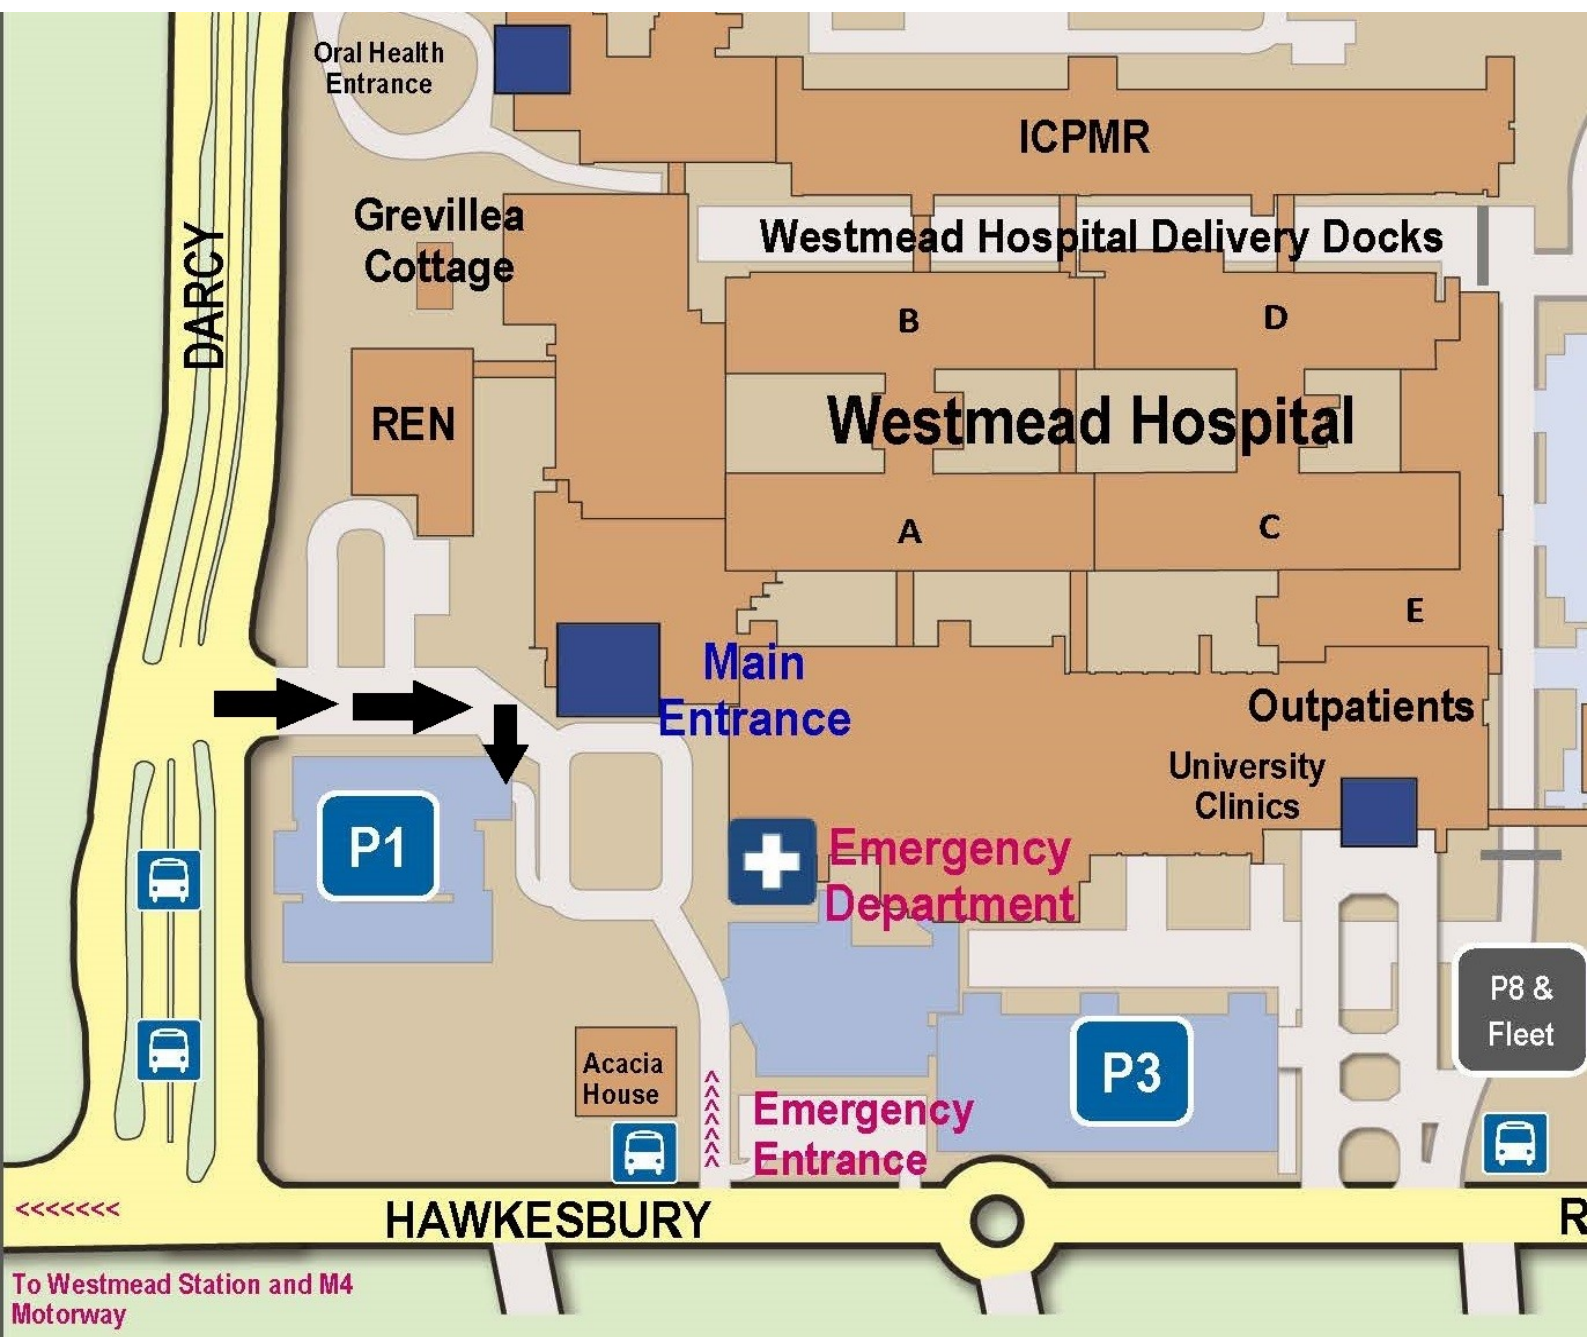 Oral Health
Entrance
ICPMR
Grevillea
Cottage
Westmead Hospital Delivery Docks
DARCY
B
D
REN
Westmead Hospital
A
C
E
Main
Entrance
Outpatients
University
Clinics
P1
Emergency
Department
P8 &
Fleet
Acacia
House
P3
^^^^^^^
Emergency
Entrance
<<<<<<<
HAWKESBURY
R
To Westmead Station and M4
Motorway